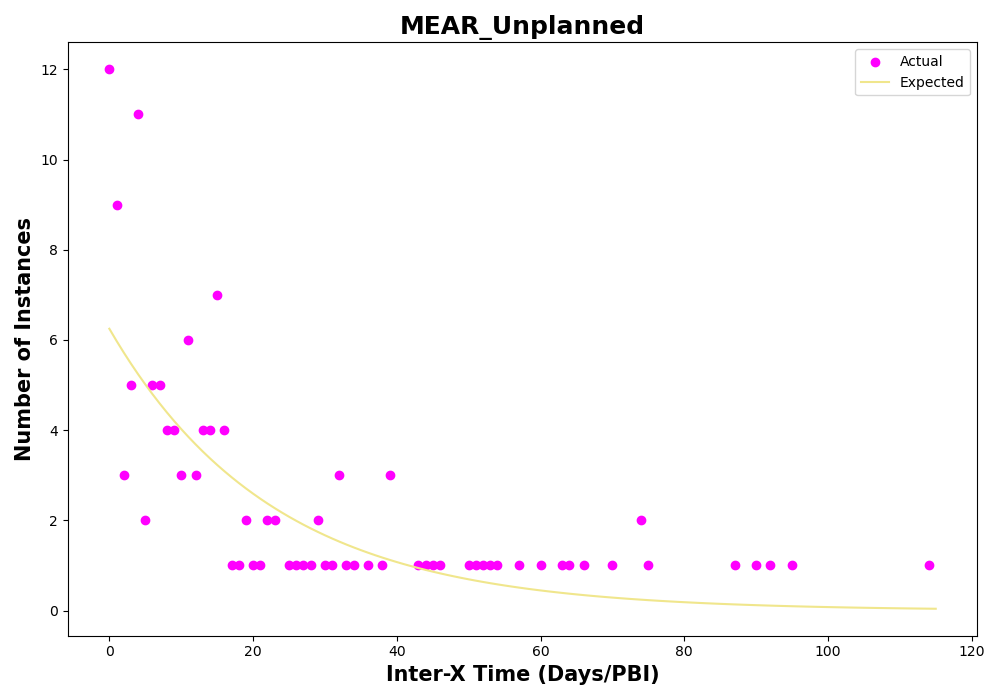 MEAR_Unplanned
Actual
Expected
Number of Instances
12
10
8
6
4
2
0
0 20 40 60 80 100 120
Inter-X Time (Days/PBI)